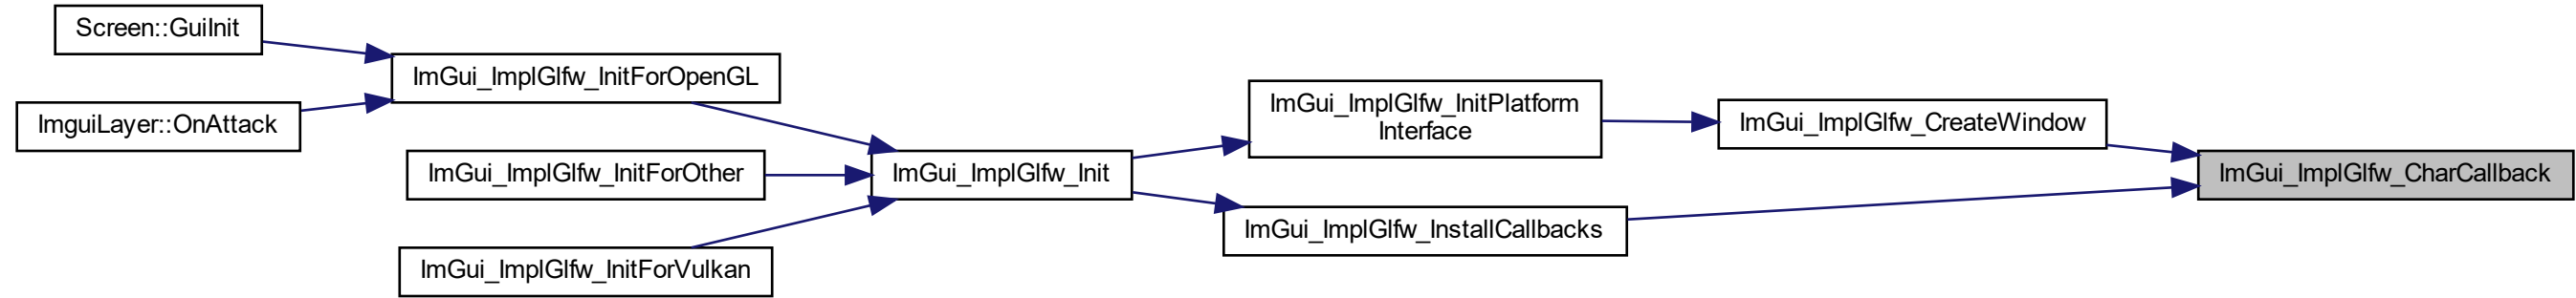 Screen::GuiInit
ImguiLayer::OnAttack
ImGui_ImplGlfw_InitForOpenGL
ImGui_ImplGlfw_InitForOther
ImGui_ImplGlfw_InitForVulkan
ImGui_ImplGlfw_Init
ImGui_ImplGlfw_InitPlatform
Interface
ImGui_ImplGlfw_InstallCallbacks
ImGui_ImplGlfw_CreateWindow
ImGui_ImplGlfw_CharCallback